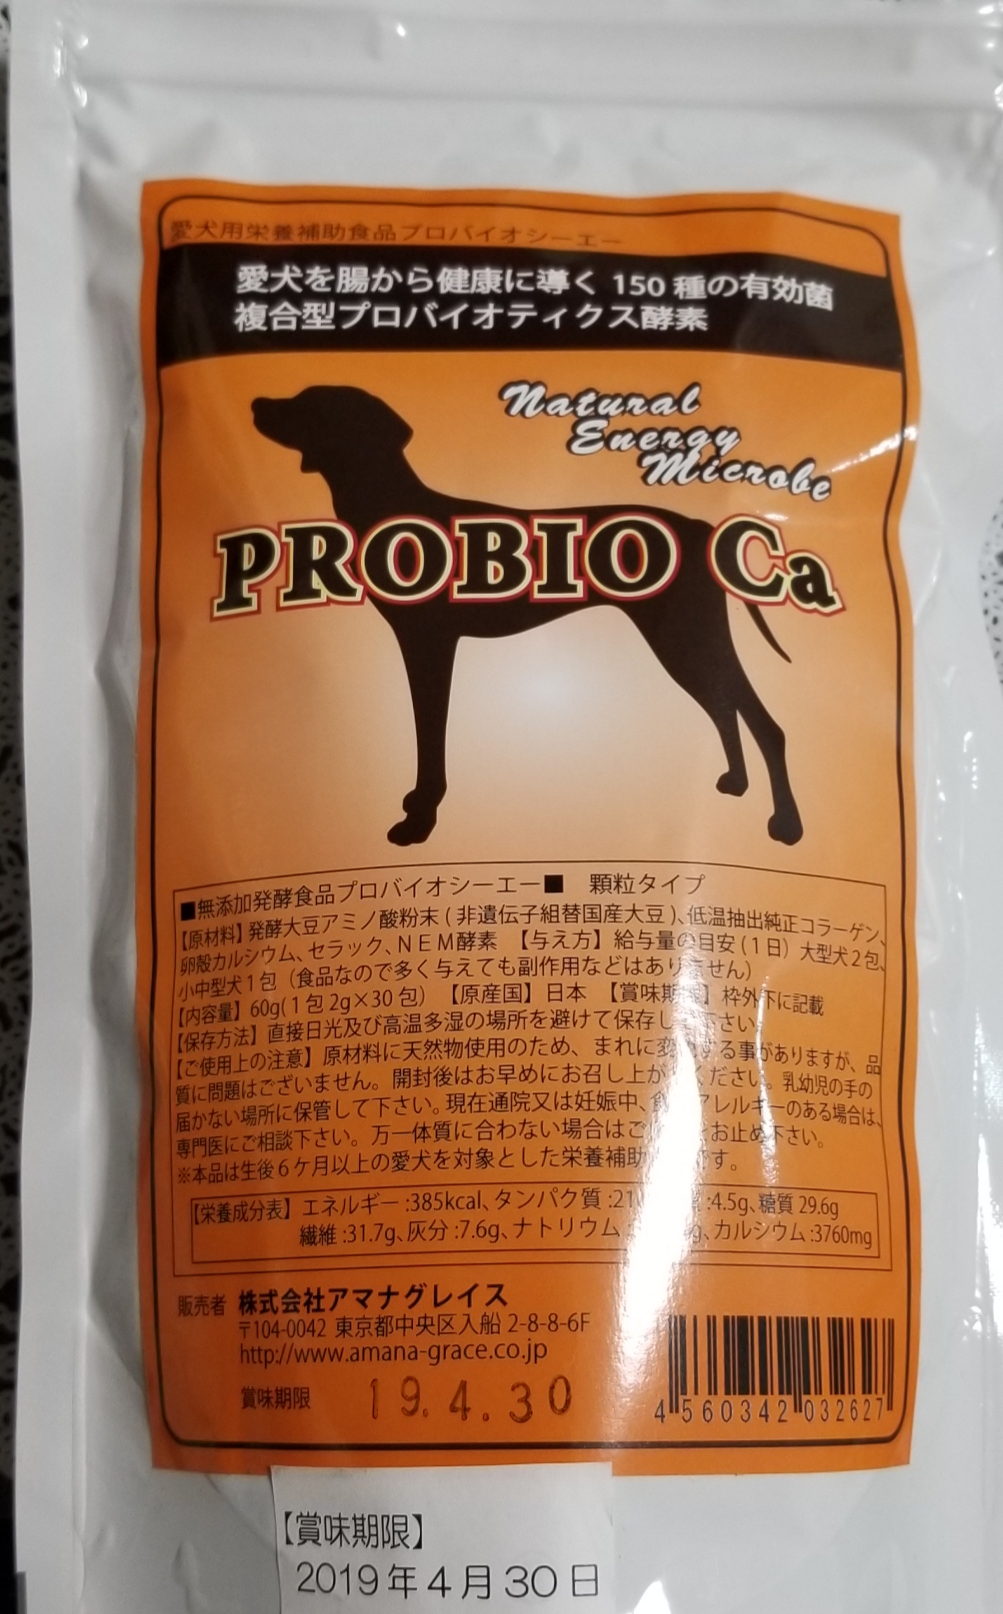 愛犬用栄養補助食品プロバイオシーエー
愛犬を腸から健康に導く 150 種の有効菌
複合型プロバイオティクス酵素
Natural
Energy
Microbe
PROBIO Ca
■無添加発酵食品プロバイオシーエー■ 顆粒タイプ
【原材料】発酵大豆アミノ酸粉末 ( 非遺伝子組替国産大豆 )、低温抽出純正コラーゲン、
卵殻カルシウム、セラック、ＮＥＭ酵素 【与え方】給与量の目安 (１日) 大型犬２包、
小中型犬１包（食品なので多く与えても副作用などはありません）
【内容量】60g(１包 2g×30 包) 【原産国】日本 【賞味期限】枠外下に記載
【保存方法】直接日光及び高温多湿の場所を避けて保存し 下さい
【ご使用上の注意】原材料に天然物使用のため、まれに変 する事がありますが、品
質に問題はございません。開封後はお早めにお召し上が ください。乳幼児の手の
届かない場所に保管して下さい。現在通院又は妊娠中、食 アレルギーのある場合は、
専門医にご相談下さい。万一体質に合わない場合はご をお止め下さい。
※本品は生後６ケ月以上の愛犬を対象とした栄養補助 です。
【栄養成分表】エネルギー :385kcal、タンパク質 :21 :4.5g、糖質 29.6g
繊維 :31.7g、灰分 :7.6g、ナトリウム g、カルシウム :3760mg
販売者 株式会社アマナグレイス
〒104-0042 東京都中央区入船 2-8-8-6F
http://www.amana-grace.co.jp
賞味期限 19.4.30
4 560342 032627
【賞味期限】
2019年4月30日